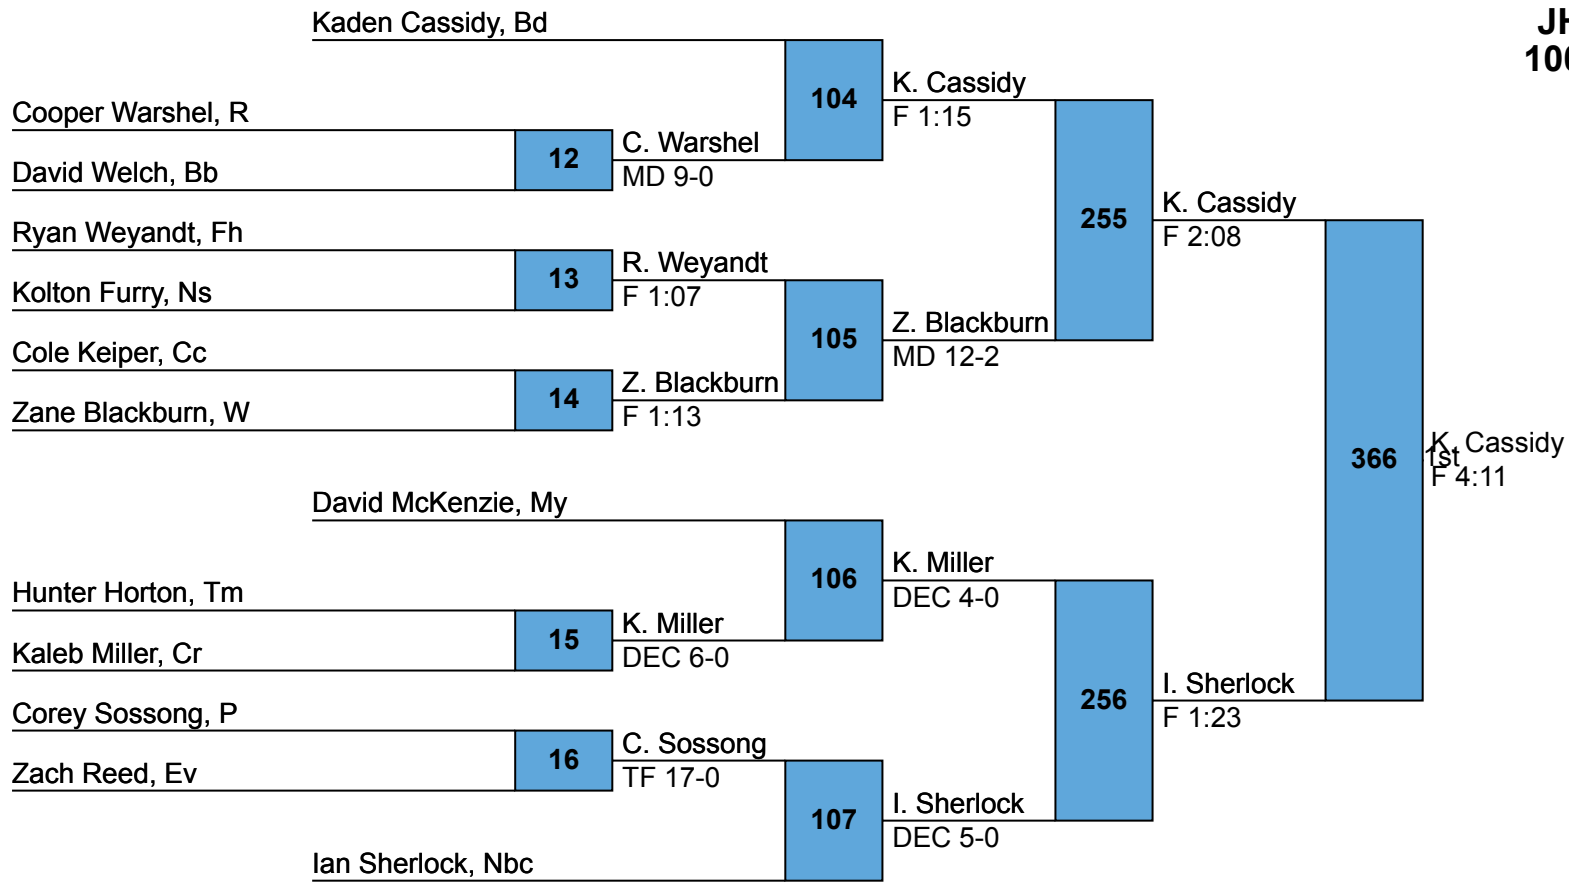 Kaden Cassidy, Bd
JH
100
K. Cassidy
104
F 1:15
Cooper Warshel, R
C. Warshel
12
MD 9-0
David Welch, Bb
K. Cassidy
255
F 2:08
Ryan Weyandt, Fh
R. Weyandt
13
F 1:07
Kolton Furry, Ns
Z. Blackburn
105
MD 12-2
Cole Keiper, Cc
Z. Blackburn
14
F 1:13
Zane Blackburn, W
K. Cassidy
366
1st
F 4:11
David McKenzie, My
K. Miller
106
DEC 4-0
Hunter Horton, Tm
K. Miller
15
DEC 6-0
Kaleb Miller, Cr
I. Sherlock
256
F 1:23
Corey Sossong, P
C. Sossong
16
TF 17-0
Zach Reed, Ev
I. Sherlock
107
DEC 5-0
Ian Sherlock, Nbc